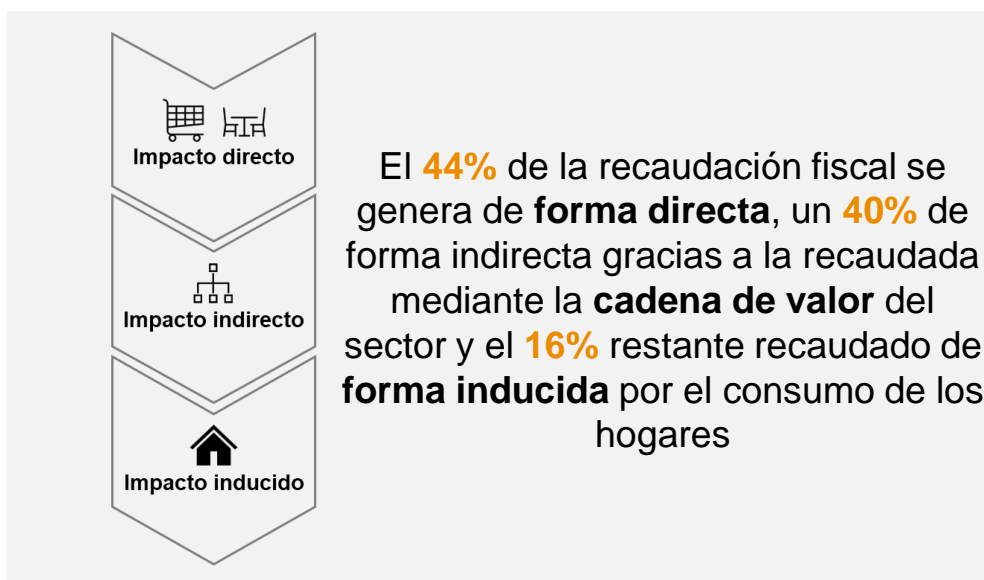 Impacto directo
Impacto indirecto
Impacto inducido
El 44% de la recaudación fiscal se
genera de forma directa, un 40% de
forma indirecta gracias a la recaudada
mediante la cadena de valor del
sector y el 16% restante recaudado de
forma inducida por el consumo de los
hogares